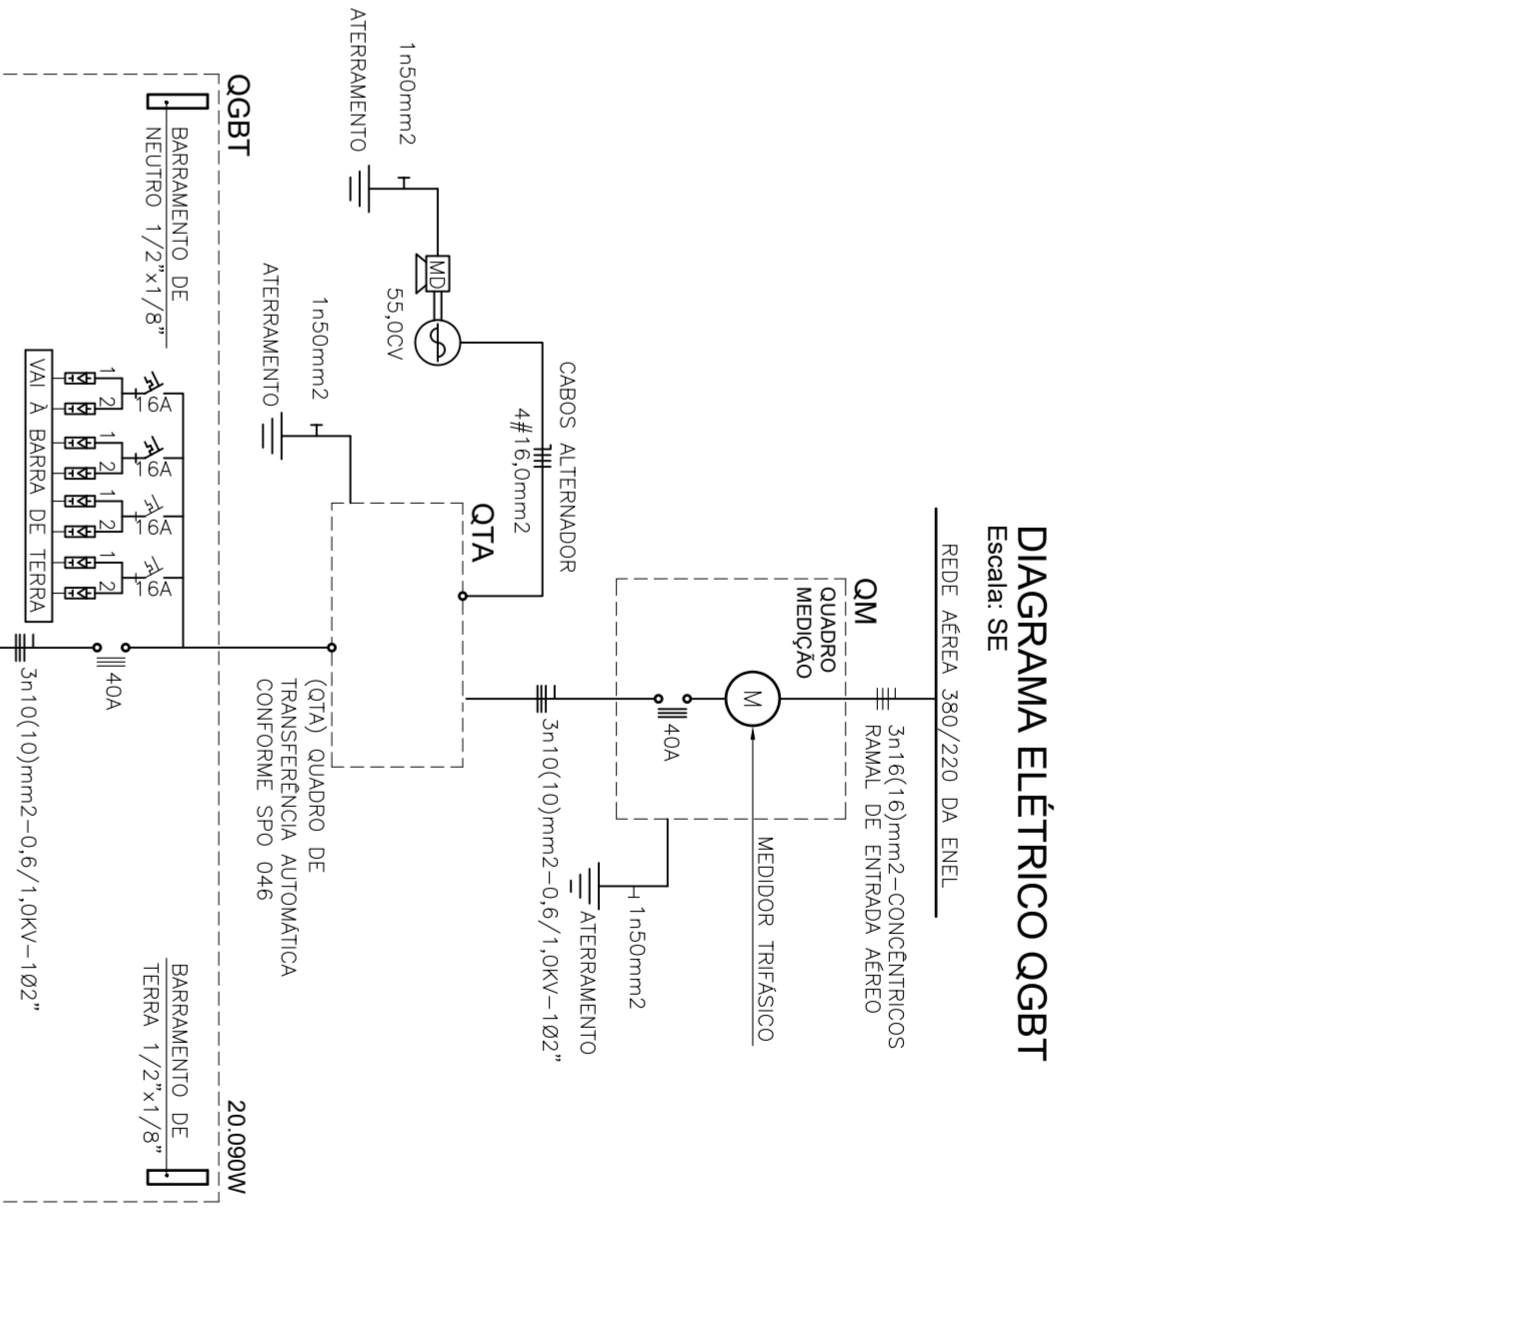 DIAGRAMA ELÉTRICO QGBT
Escala: SE
REDE AÉREA 380/220 DA ENEL
3n16(16)mm2-CONCÊNTRICOS
RAMAL DE ENTRADA AÉREO
QM
QUADRO
MEDIÇÃO
M
MEDIDOR TRIFÁSICO
40A
1n50mm2
ATERRAMENTO
3n10(10)mm2-0,6/1,0KV-1Ø2"
CABOS ALTERNADOR
4#16,0mm2
QTA
MD
55,0CV
1n50mm2
ATERRAMENTO
1n50mm2
ATERRAMENTO
(QTA) QUADRO DE
TRANSFERÊNCIA AUTOMÁTICA
CONFORME SPO 046
QGBT
20.090W
BARRAMENTO DE
NEUTRO 1/2"x1/8"
BARRAMENTO DE
TERRA 1/2"x1/8"
16A
16A
16A
16A
1 2
1 2
1 2
1 2
40A
VAI À BARRA DE TERRA
3n10(10)mm2-0,6/1,0KV-1Ø2"